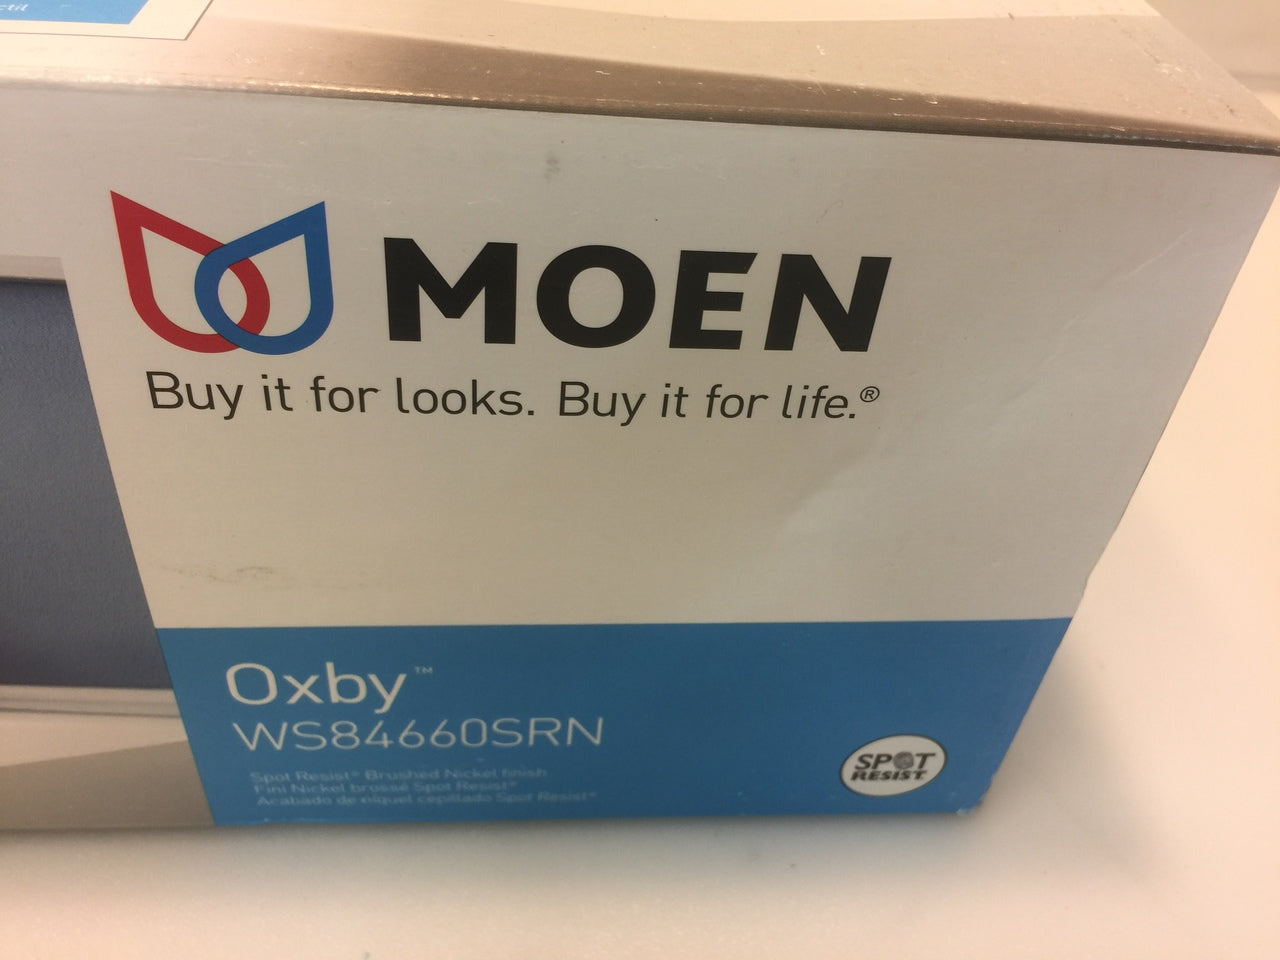 MOEN
Buy it for looks. Buy it for life.®
Oxby™
WS84660SRN
Spot Resist® Brushed Nickel finish
Fini Nickel brossé Spot Resist®
Acabado de níquel cepillado Spot Resist®
SPOT
RESIST